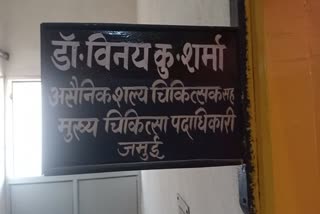 डॉ. विनय कु. शर्मा
असैनिक शल्य चिकित्सक सह
मुख्य चिकित्सा पदाधिकारी
जमुई